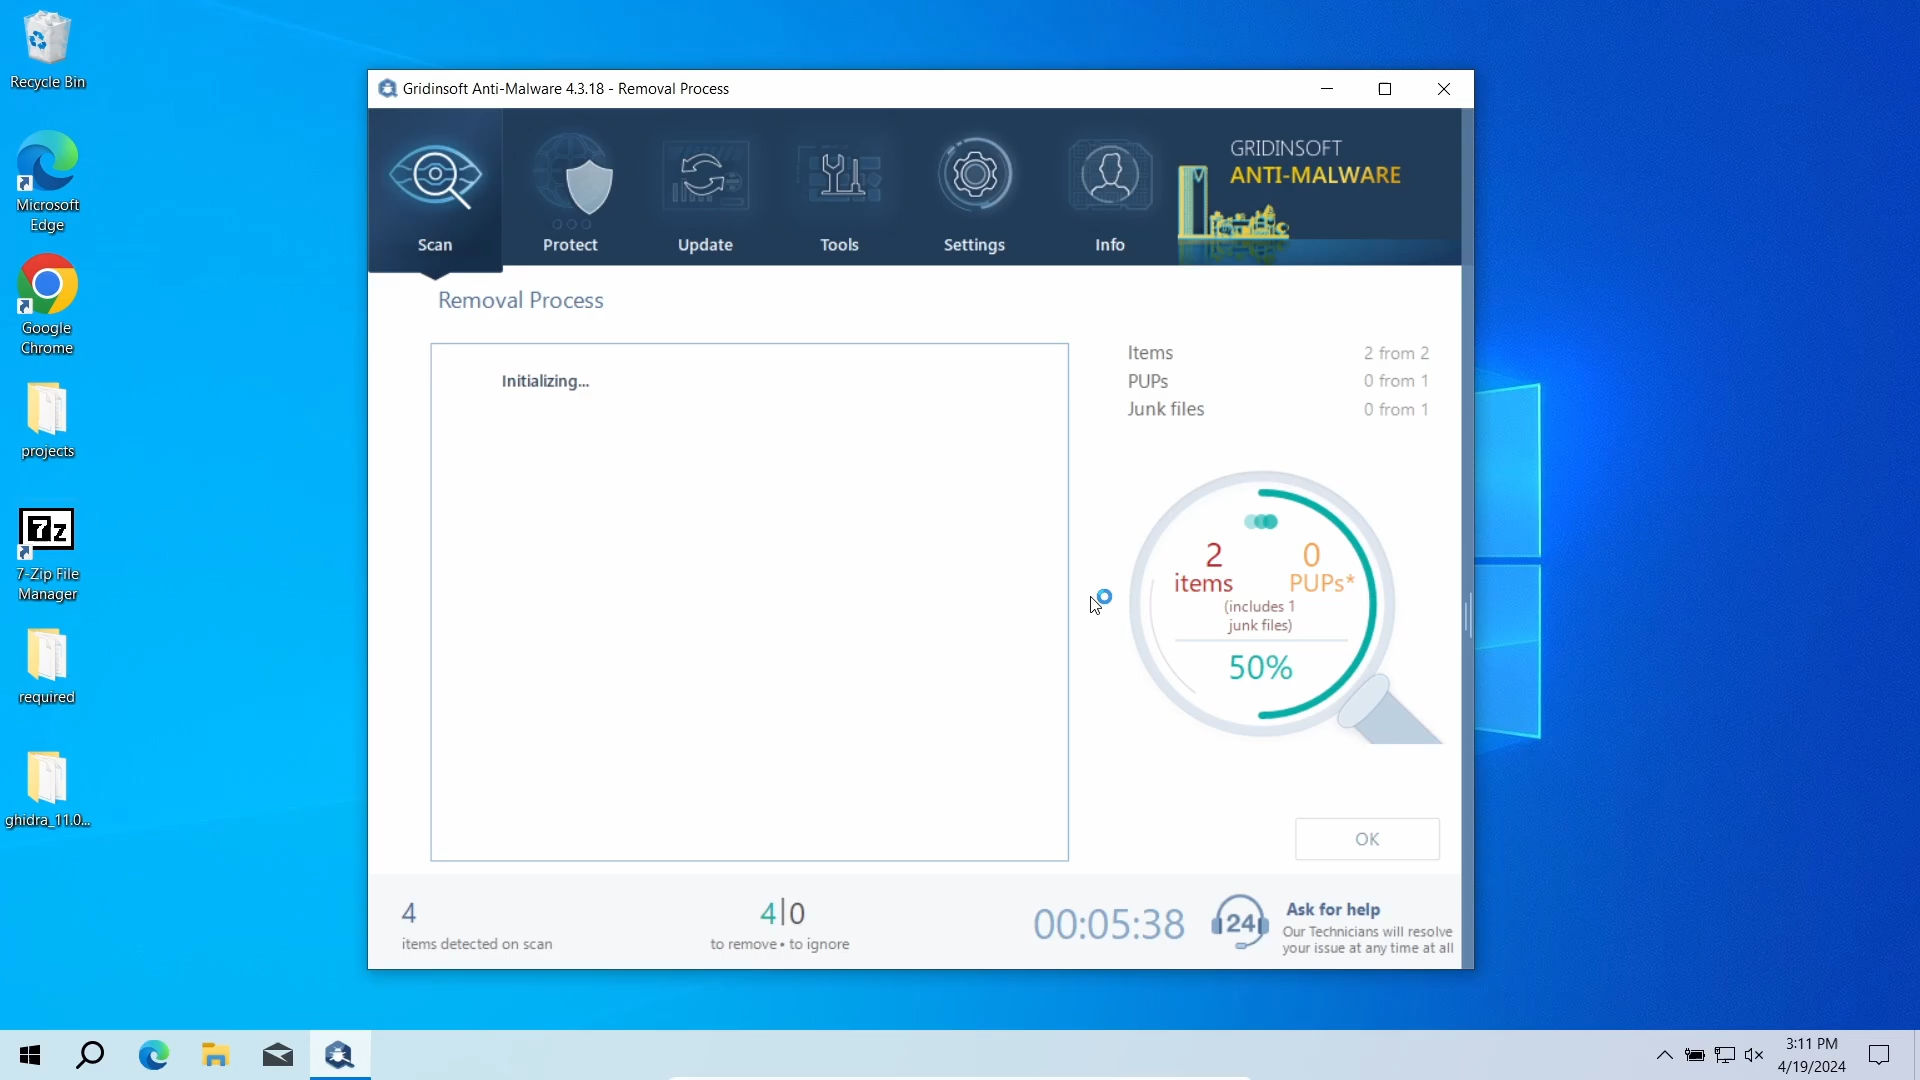 Recycle Bin
Microsoft
Edge
Google
Chrome
projects
7z
7-Zip File
Manager
required
ghidra_11.0...
Gridinsoft Anti-Malware 4.3.18 - Removal Process
Scan
Protect
Update
Tools
Settings
Info
GRIDINSOFT
ANTI-MALWARE
Removal Process
Initializing...
Items 2 from 2
PUPs 0 from 1
Junk files 0 from 1
2 0
items PUPs*
(includes 1
junk files)
50%
OK
4
items detected on scan
4|0
to remove • to ignore
00:05:38
24
Ask for help
Our Technicians will resolve
your issue at any time at all
3:11 PM
4/19/2024